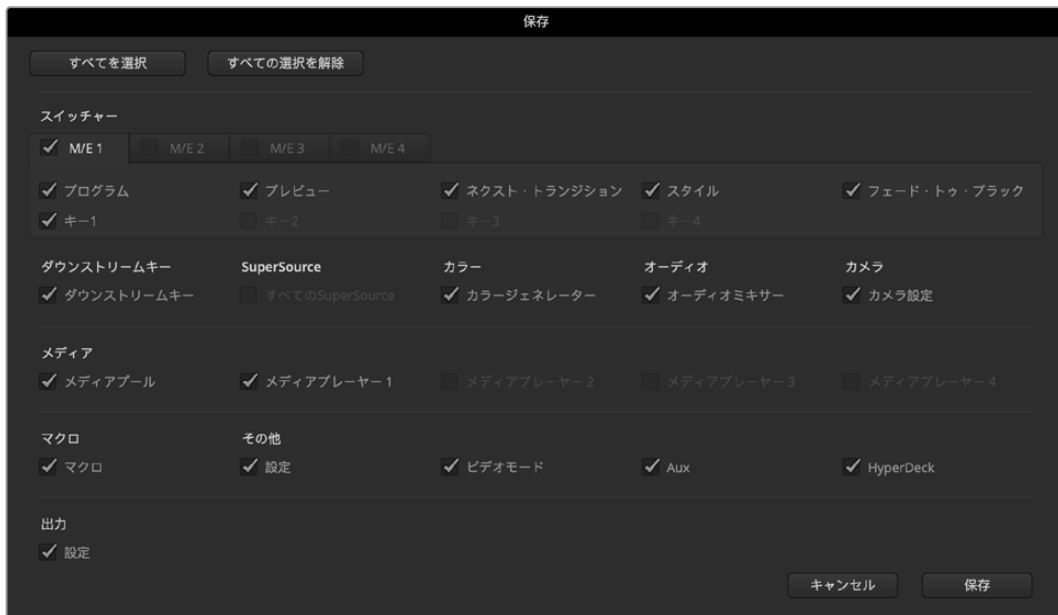 保存
すべてを選択 すべての選択を解除
スイッチャー
M/E 1 M/E 2 M/E 3 M/E 4
プログラム プレビュー ネクスト・トランジション スタイル フェード・トゥ・ブラック
キー1 キー2 キー3 キー4
ダウンストリームキー SuperSource カラー オーディオ カメラ
ダウンストリームキー すべてのSuperSource カラージェネレーター オーディオミキサー カメラ設定
メディア
メディアプール メディアプレーヤー 1 メディアプレーヤー 2 メディアプレーヤー 3 メディアプレーヤー 4
マクロ その他
マクロ 設定 ビデオモード Aux HyperDeck
出力
設定
キャンセル 保存